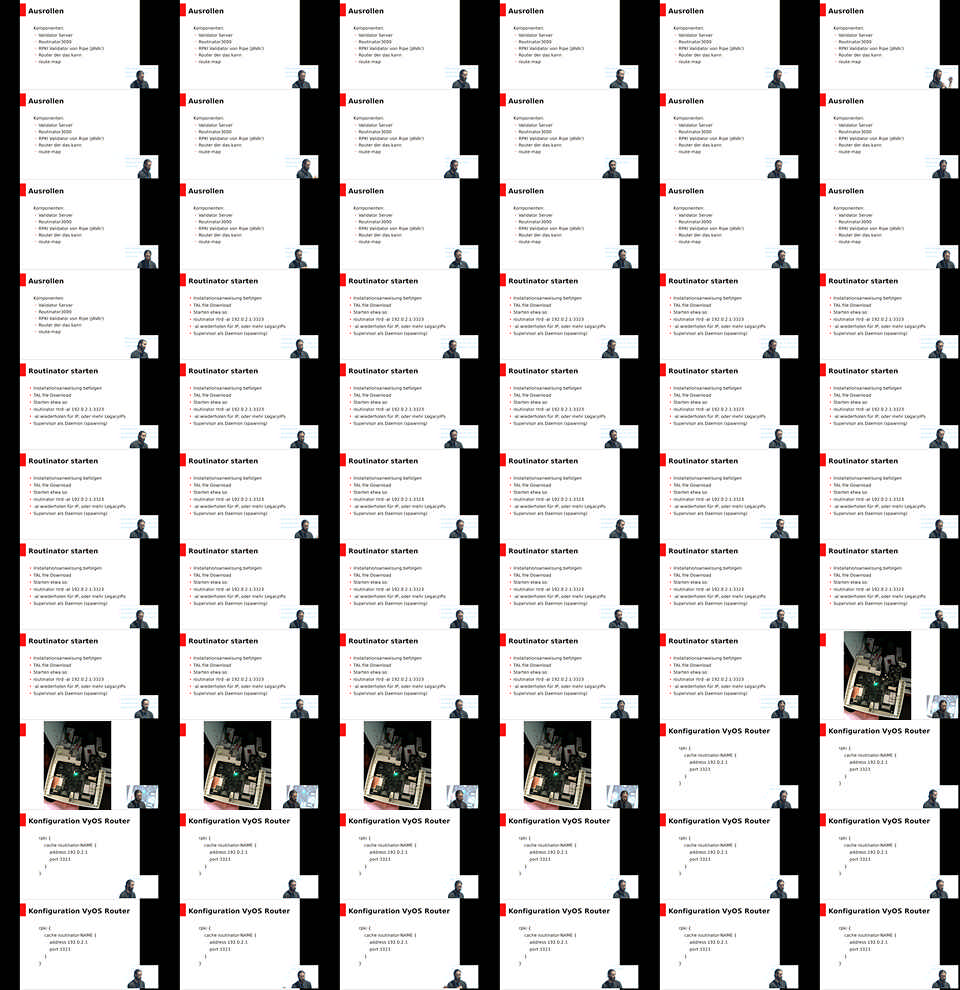 Ausrollen
Komponenten:
Validator Server
Routinator3000
RPKI Validator von Ripe (JAVA!)
Router der das kann
route-map
Routinator starten
Installationsanweisung befolgen
TAL file Download
Starten etwa so:
routinator rtrd -al 192.0.2.1:3323
-al wiederholen für IP, oder mehr LegacyIPs
Supervisor als Daemon (spawning)
Konfiguration VyOS Router
rpki {
cache routinator-NAME {
address 192.0.2.1
port 3323
}
}